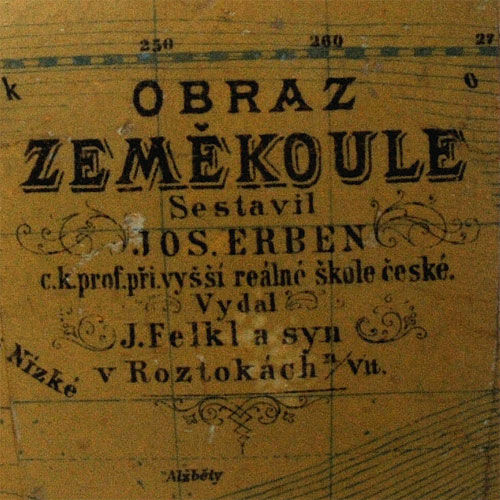 250 260 27
k o
OBRAZ
ZEMĚKOULE
Sestavil
JOS. ERBEN
c.k.prof.při.vyšší reálné škole české.
Vydal
J. Felkl a syn
Nízké
v Roztokách n/Vlt.
Alžběty